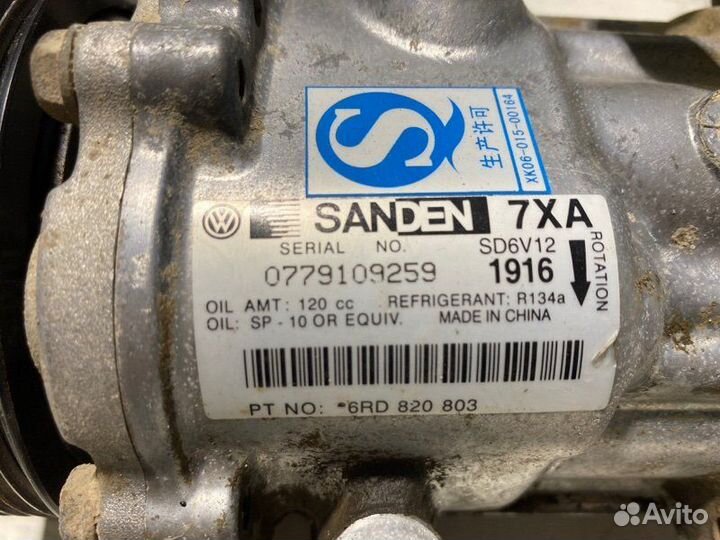 生产许可
XK06-015-00164
SANDEN 7XA
SERIAL NO. SD6V12
0779109259 1916
ROTATION
OIL AMT: 120 cc REFRIGERANT: R134a
OIL: SP - 10 OR EQUIV. MADE IN CHINA
PT NO: *6RD 820 803
Avito